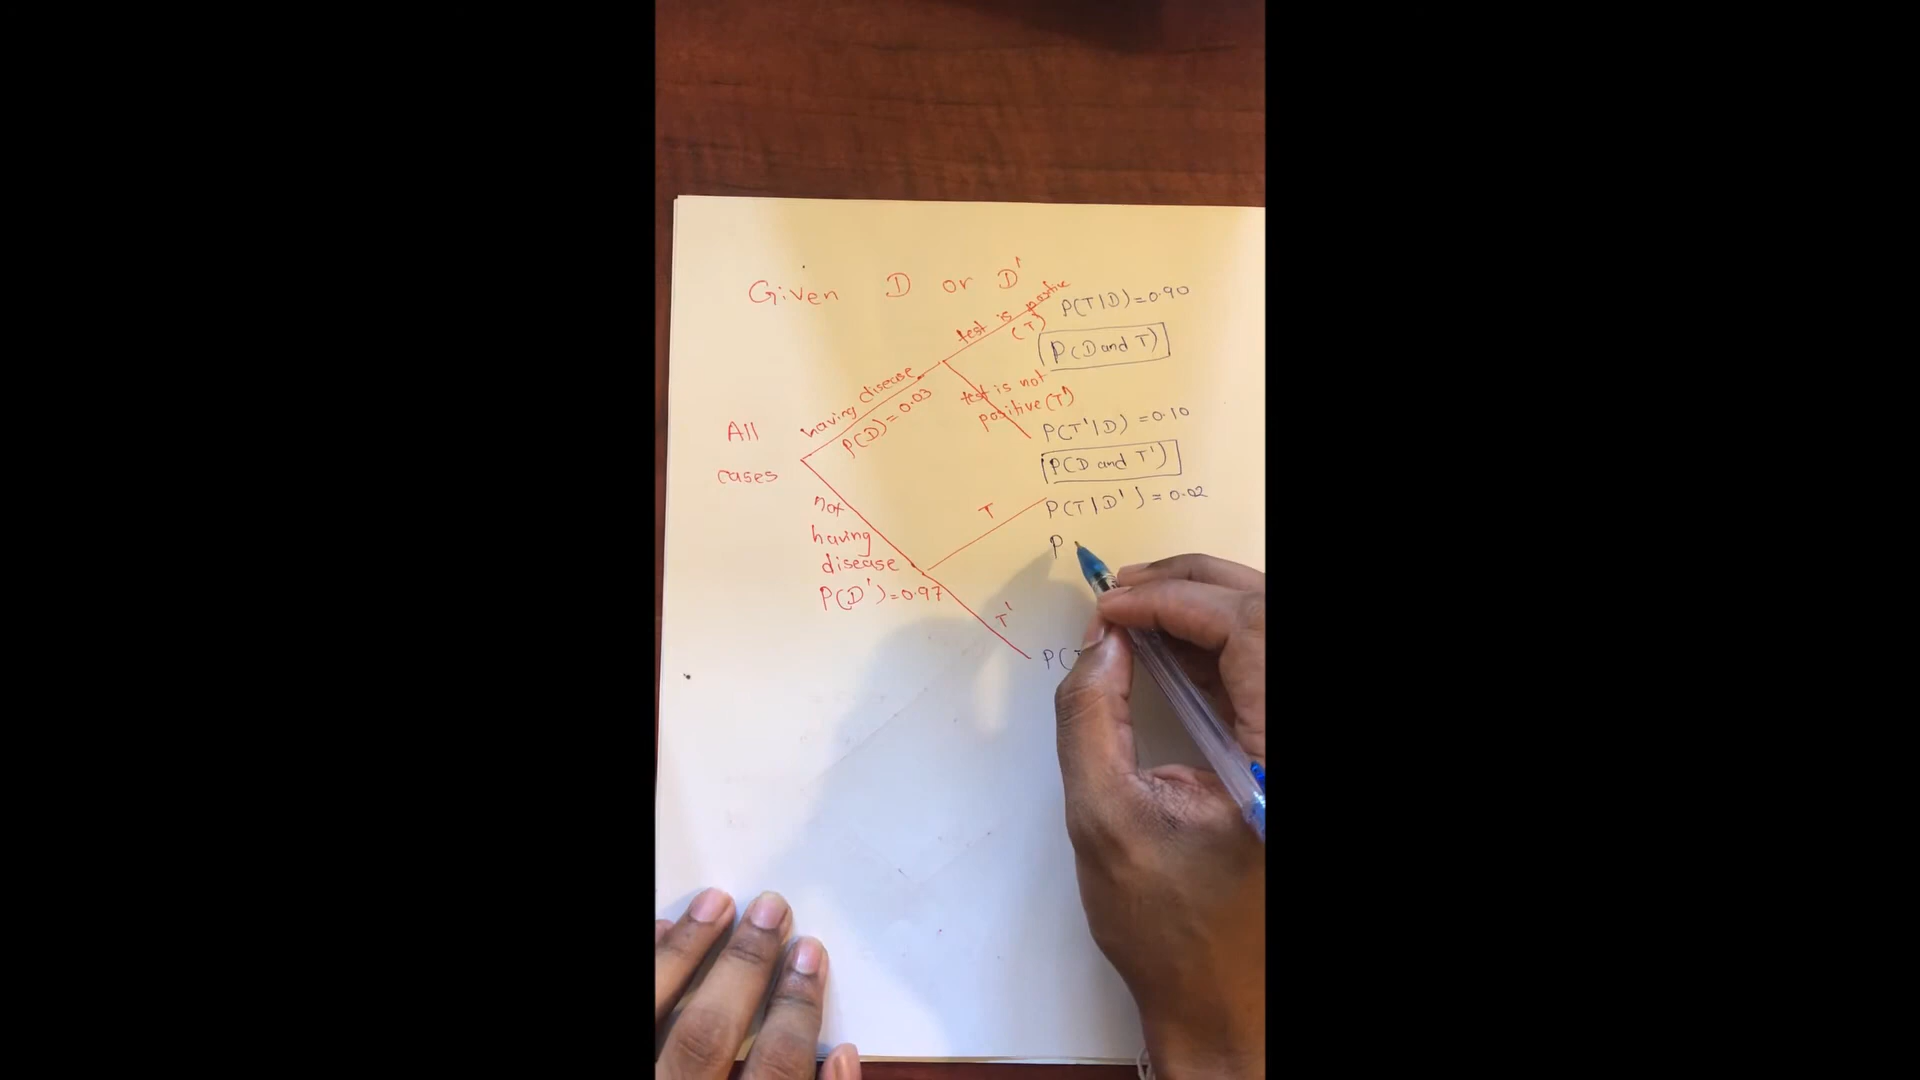 Given D or D'
test is positive
(T)
P(T|D)=0.90
P(D and T)
having disease
P(D)=0.03
test is not
positive(T')
P(T'|D)=0.10
P(D and T')
All
cases
not
having
disease
P(D')=0.97
T
P(T|D')=0.02
P
T'
P(